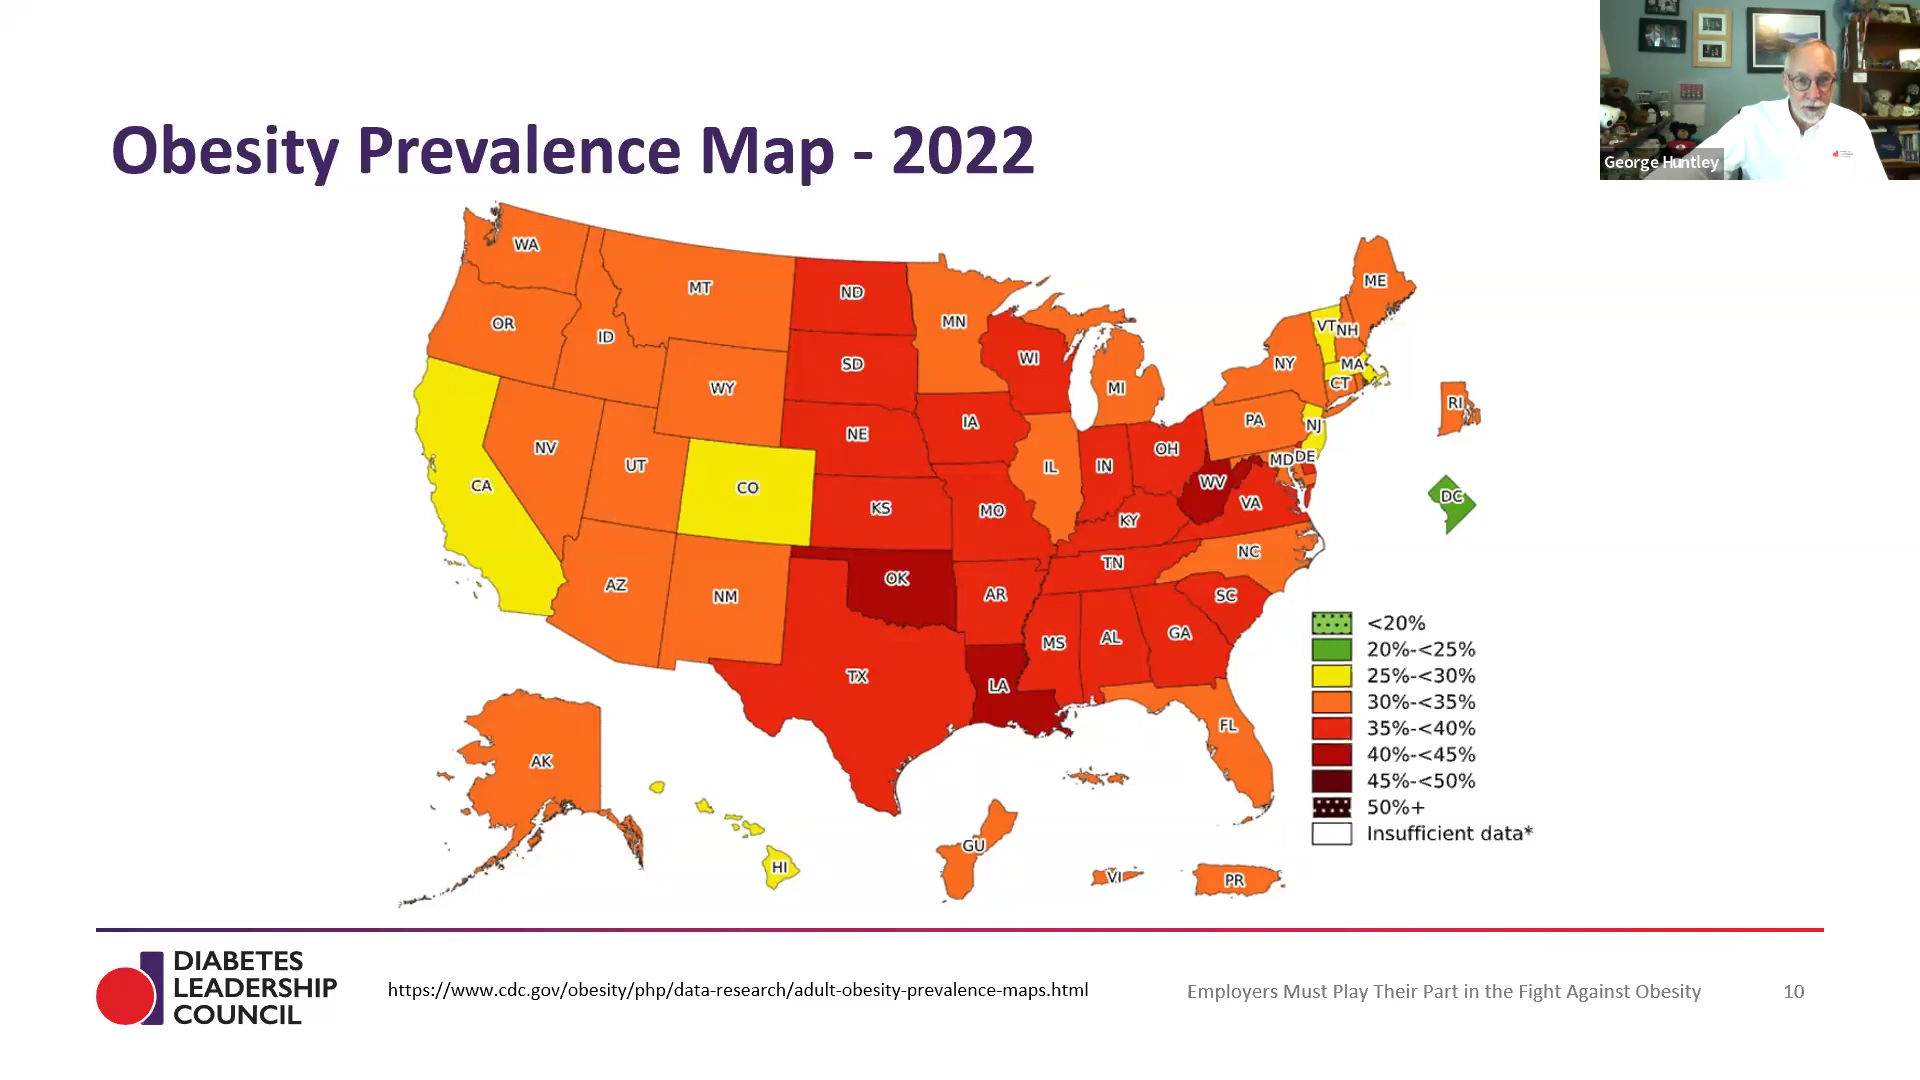 George Huntley
Obesity Prevalence Map - 2022
WA
MT
ND
MN
ME
OR
ID
SD
WI
VT
NH
WY
MI
NY
MA
CT
NE
IA
PA
NJ
RI
NV
UT
CO
IL
IN
OH
MD
DE
CA
KS
MO
WV
VA
DC
KY
AZ
NM
OK
AR
TN
NC
SC
MS
AL
GA
TX
LA
FL
AK
HI
GU
VI
PR
<20%
20%-<25%
25%-<30%
30%-<35%
35%-<40%
40%-<45%
45%-<50%
50%+
Insufficient data*
DIABETES
LEADERSHIP
COUNCIL
https://www.cdc.gov/obesity/php/data-research/adult-obesity-prevalence-maps.html
Employers Must Play Their Part in the Fight Against Obesity
10